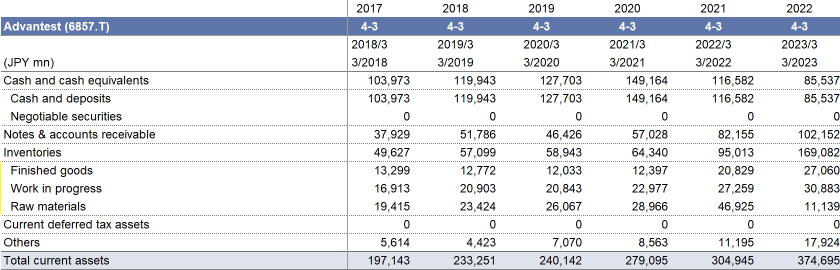 2017 2018 2019 2020 2021 2022
Advantest (6857.T) 4-3 4-3 4-3 4-3 4-3 4-3
2018/3 2019/3 2020/3 2021/3 2022/3 2023/3
(JPY mn) 3/2018 3/2019 3/2020 3/2021 3/2022 3/2023
Cash and cash equivalents 103,973 119,943 127,703 149,164 116,582 85,537
Cash and deposits 103,973 119,943 127,703 149,164 116,582 85,537
Negotiable securities 0 0 0 0 0 0
Notes & accounts receivable 37,929 51,786 46,426 57,028 82,155 102,152
Inventories 49,627 57,099 58,943 64,340 95,013 169,082
Finished goods 13,299 12,772 12,033 12,397 20,829 27,060
Work in progress 16,913 20,903 20,843 22,977 27,259 30,883
Raw materials 19,415 23,424 26,067 28,966 46,925 11,139
Current deferred tax assets 0 0 0 0 0 0
Others 5,614 4,423 7,070 8,563 11,195 17,924
Total current assets 197,143 233,251 240,142 279,095 304,945 374,695